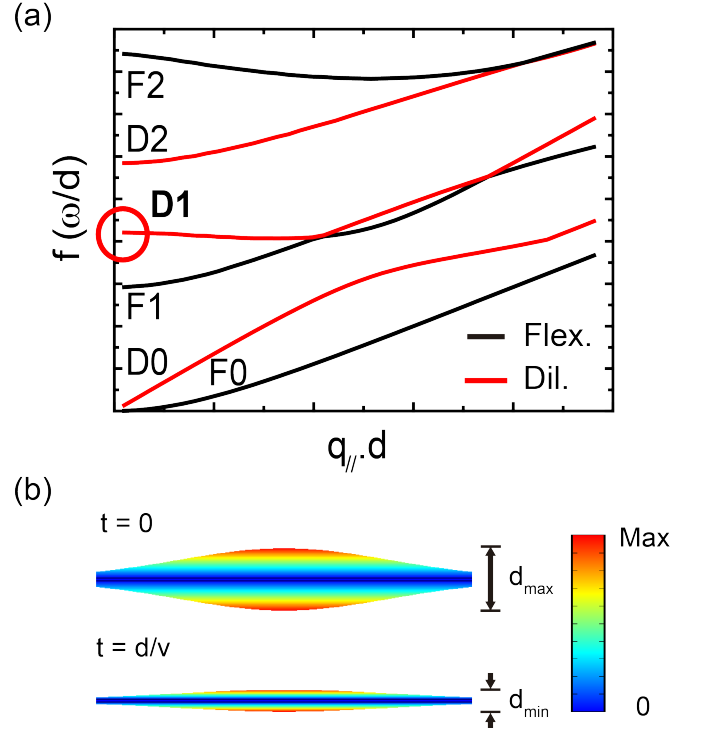 (a)
f (ω/d)
F2
D2
D1
F1
D0
F0
Flex.
Dil.
q//.d
(b)
t = 0
dmax
t = d/v
dmin
Max
0